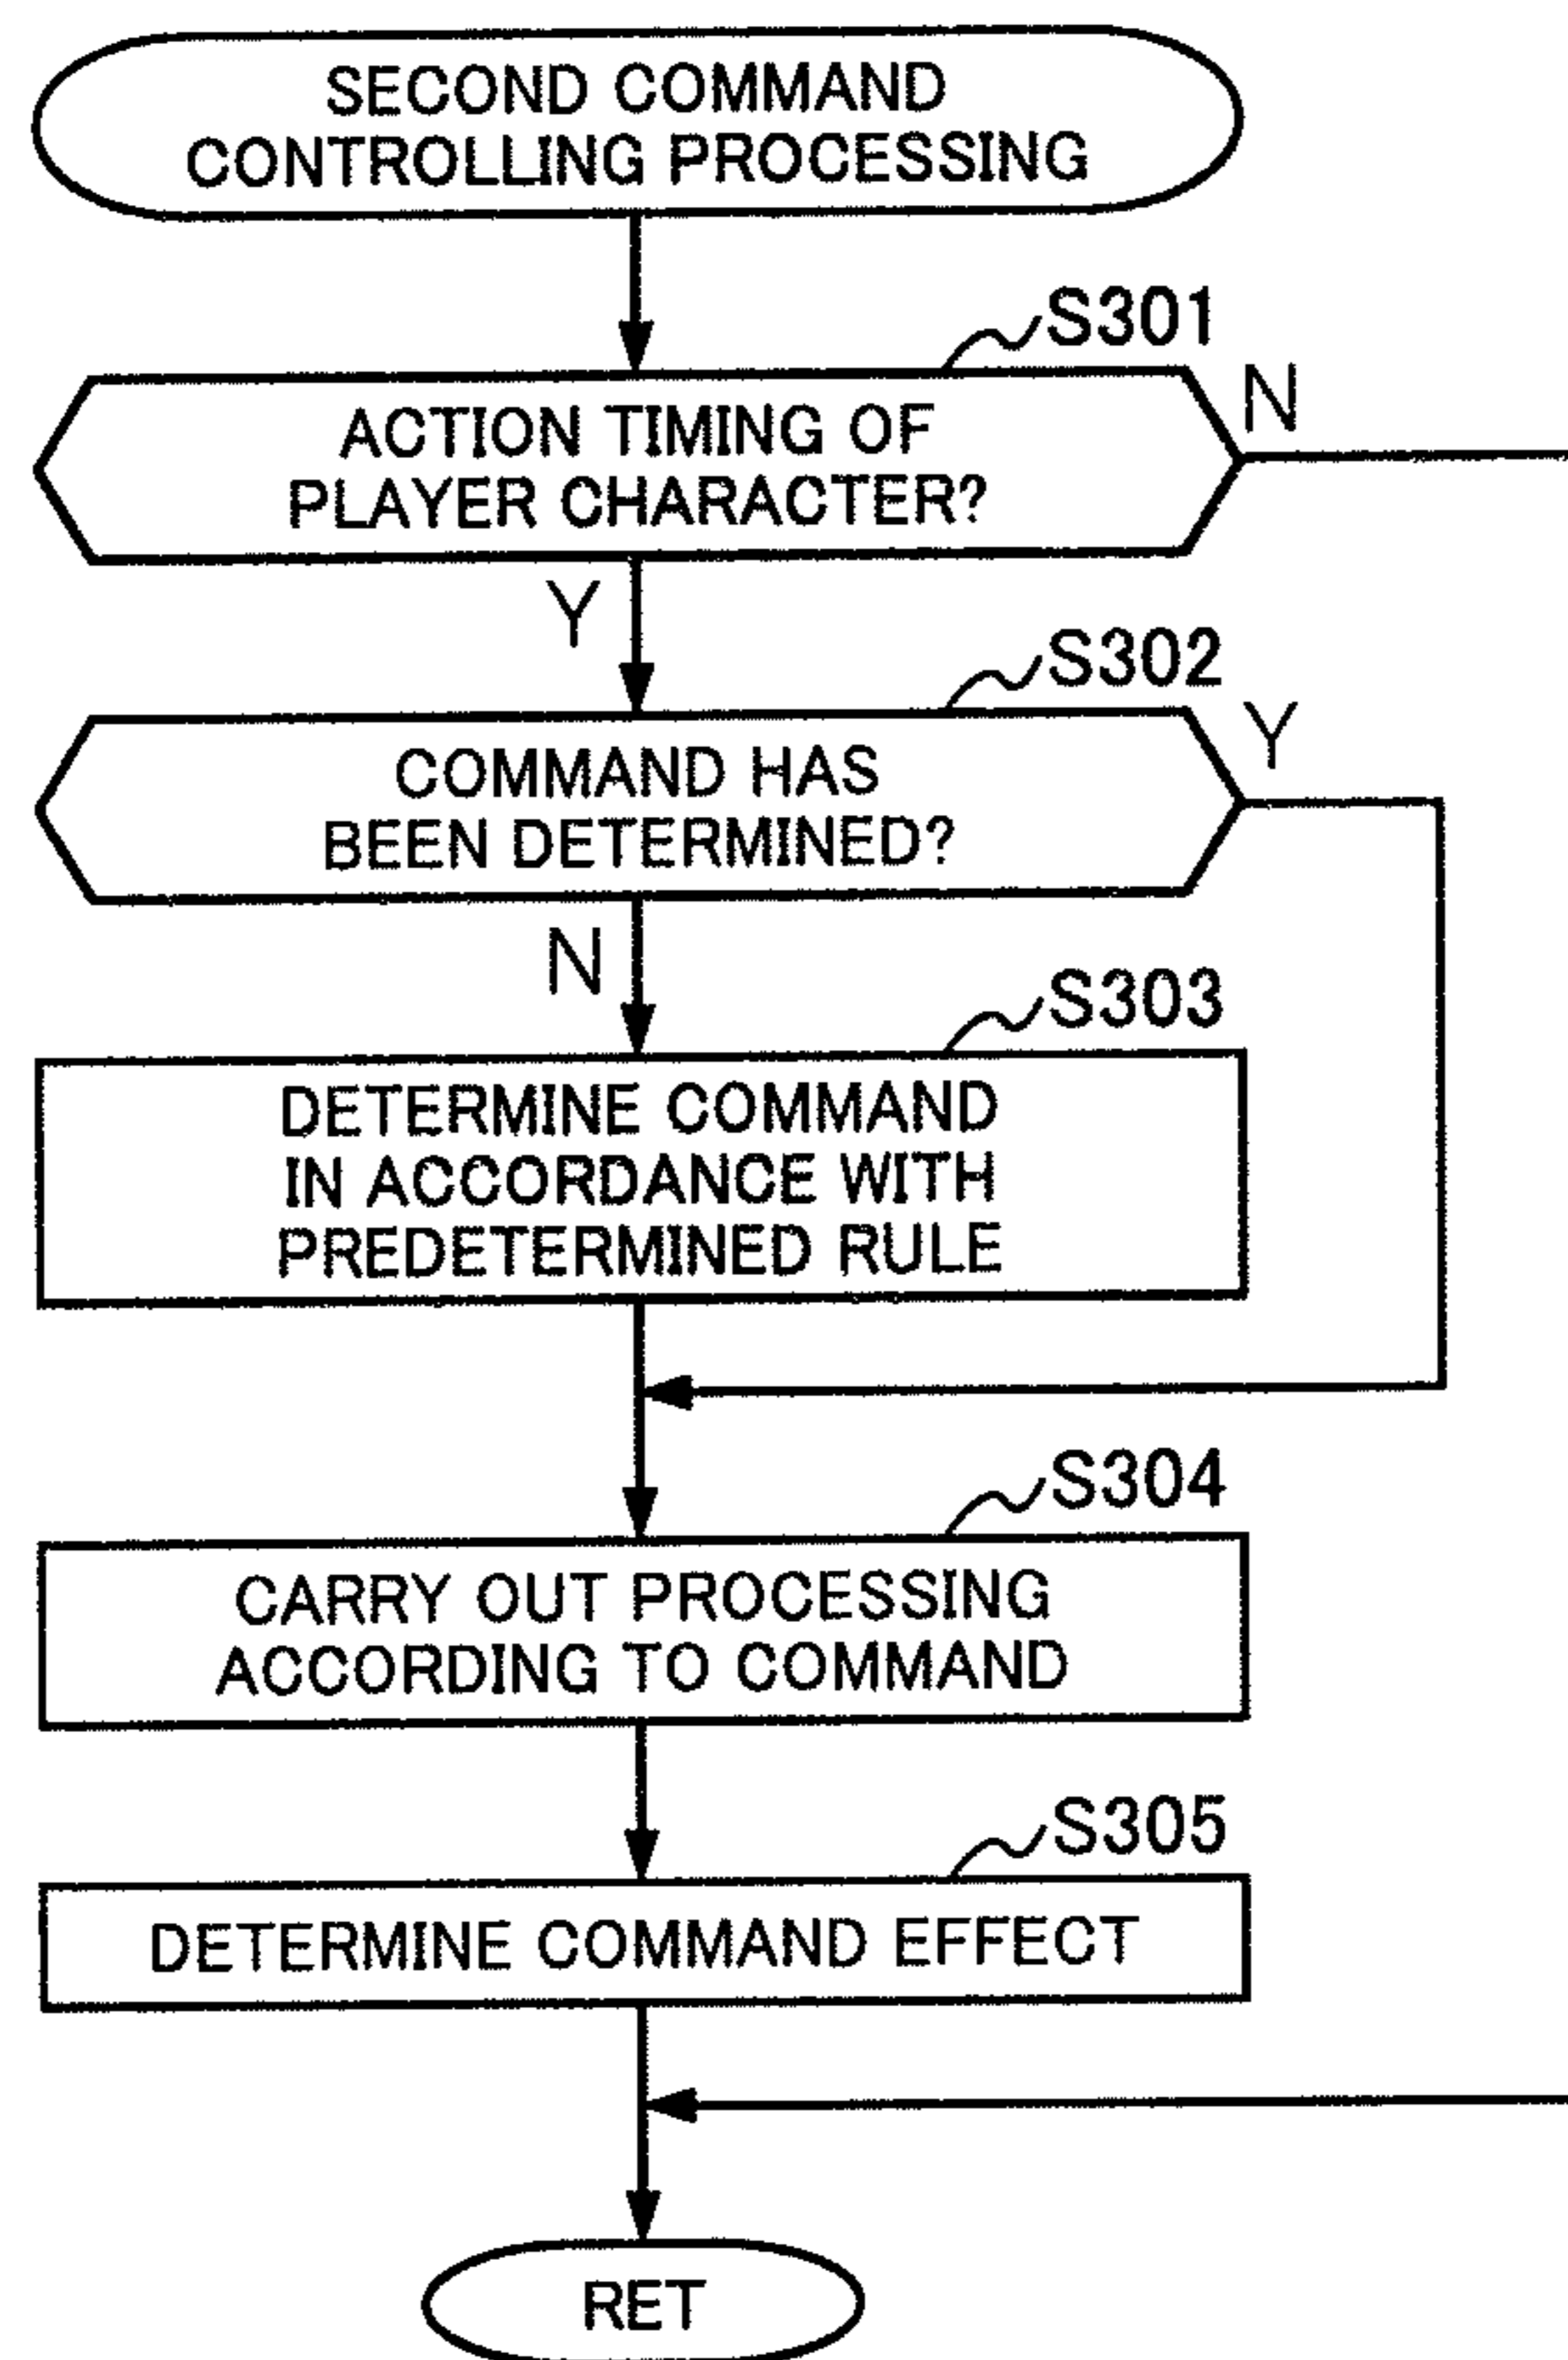 SECOND COMMAND
CONTROLLING PROCESSING
S301
ACTION TIMING OF
PLAYER CHARACTER?
N
Y
S302
COMMAND HAS
BEEN DETERMINED?
Y
N
S303
DETERMINE COMMAND
IN ACCORDANCE WITH
PREDETERMINED RULE
S304
CARRY OUT PROCESSING
ACCORDING TO COMMAND
S305
DETERMINE COMMAND EFFECT
RET